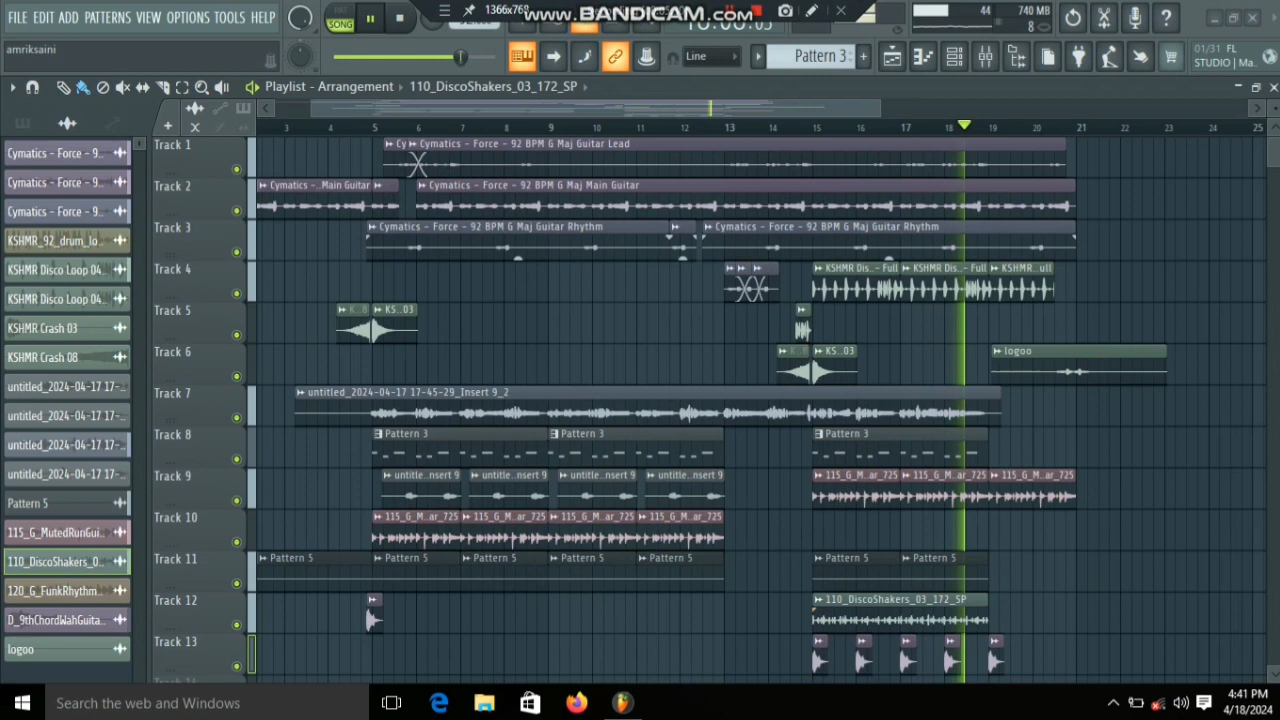 FILE EDIT ADD PATTERNS VIEW OPTIONS TOOLS HELP
SONG
1366x768
www.BANDICAM.com
44
740 MB
8
amriksaini
Line
Pattern 3
01/31 FL
STUDIO | Ma..
Playlist - Arrangement
110_DiscoShakers_03_172_SP
3 4 5 6 7 8 9 10 11 12 13 14 15 16 17 18 19 20 21 22 23 24 25
Cymatics - Force - 9..
Cymatics - Force - 9..
Cymatics - Force - 9..
KSHMR_92_drum_lo..
KSHMR Disco Loop 04..
KSHMR Disco Loop 04..
KSHMR Crash 03
KSHMR Crash 08
untitled_2024-04-17 17-..
untitled_2024-04-17 17-..
untitled_2024-04-17 17-..
untitled_2024-04-17 17-..
Pattern 5
115_G_MutedRunGui..
110_DiscoShakers_0..
120_G_FunkRhythm..
D_9thChordWahGuita..
logoo
Track 1
Cy
Cymatics - Force - 92 BPM G Maj Guitar Lead
Track 2
Cymatics - ..Main Guitar
Cymatics - Force - 92 BPM G Maj Main Guitar
Track 3
Cymatics - Force - 92 BPM G Maj Guitar Rhythm
Cymatics - Force - 92 BPM G Maj Guitar Rhythm
Track 4
KSHMR Dis..- Full
KSHMR Dis..- Full
KSHMR...ull
Track 5
KS..03
Track 6
KS..03
logoo
Track 7
untitled_2024-04-17 17-45-29_Insert 9_2
Track 8
Pattern 3
Pattern 3
Pattern 3
Track 9
untitle..nsert 9
untitle..nsert 9
untitle..nsert 9
untitle..nsert 9
115_G_M..ar_725
115_G_M..ar_725
115_G_M..ar_725
Track 10
115_G_M..ar_725
115_G_M..ar_725
115_G_M..ar_725
115_G_M..ar_725
Track 11
Pattern 5
Pattern 5
Pattern 5
Pattern 5
Pattern 5
Pattern 5
Pattern 5
Track 12
110_DiscoShakers_03_172_SP
Track 13
Search the web and Windows
4:41 PM
4/18/2024